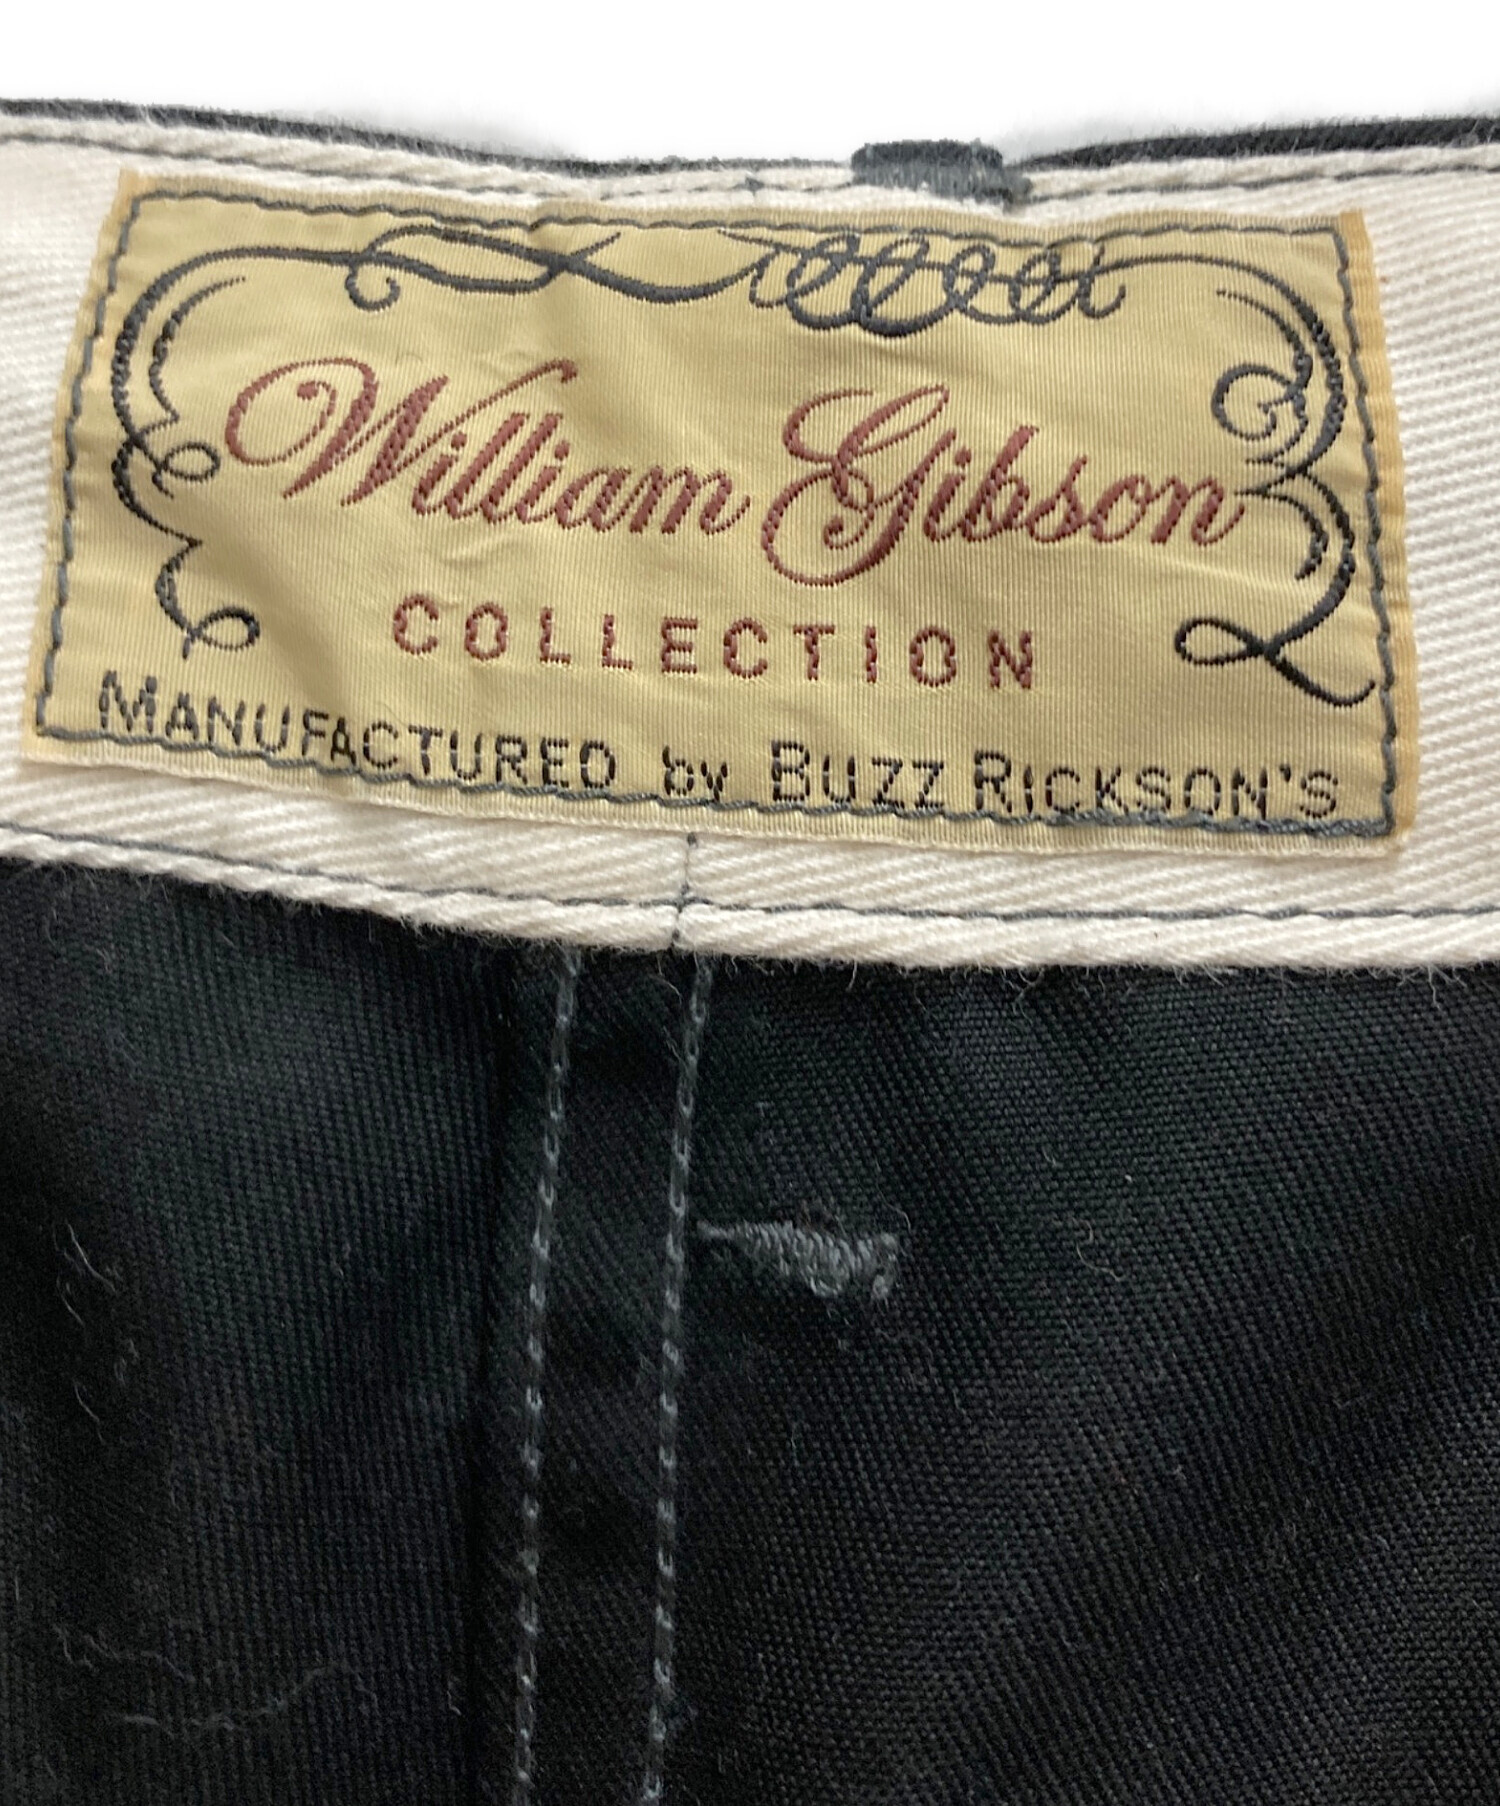 William Gibson
COLLECTION
MANUFACTURED by BUZZ RICKSON'S